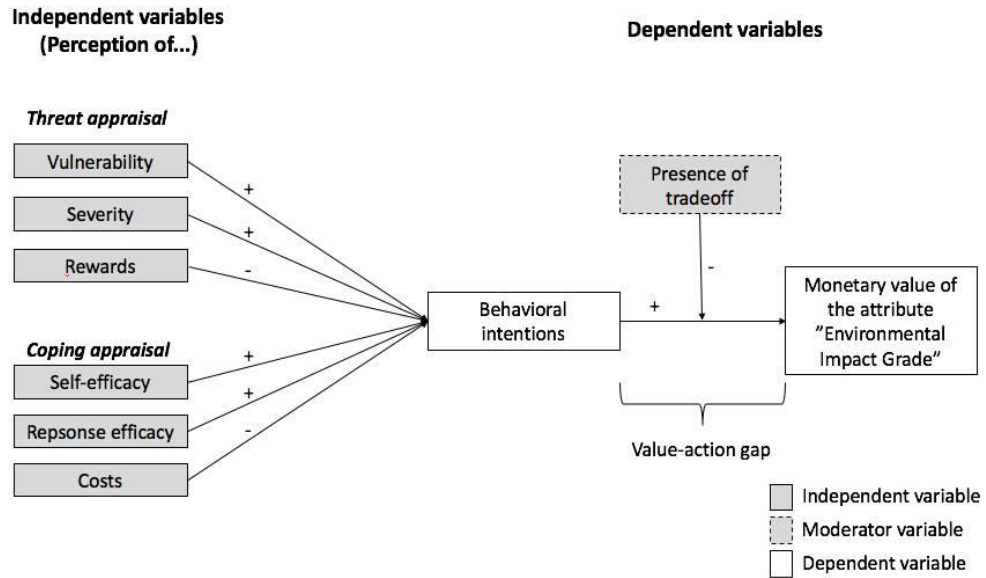 Independent variables
(Perception of...)
Dependent variables
Threat appraisal
Vulnerability
Severity
Rewards
+
+
-
Coping appraisal
Self-efficacy
Repsonse efficacy
Costs
+
+
-
Behavioral
intentions
+
Presence of
tradeoff
-
Monetary value of
the attribute
”Environmental
Impact Grade”
Value-action gap
Independent variable
Moderator variable
Dependent variable